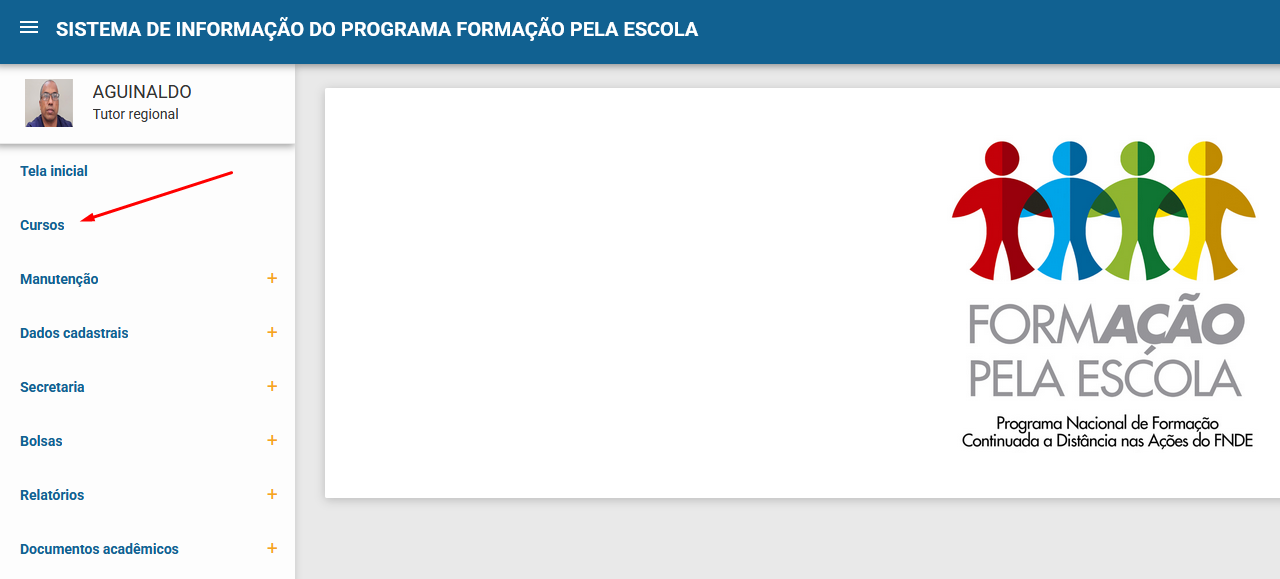 SISTEMA DE INFORMAÇÃO DO PROGRAMA FORMAÇÃO PELA ESCOLA
AGUINALDO
Tutor regional
Tela inicial
Cursos
Manutenção +
Dados cadastrais +
Secretaria +
Bolsas +
Relatórios +
Documentos acadêmicos +
FORMAÇÃO
PELA ESCOLA
Programa Nacional de Formação
Continuada a Distância nas Ações do FNDE